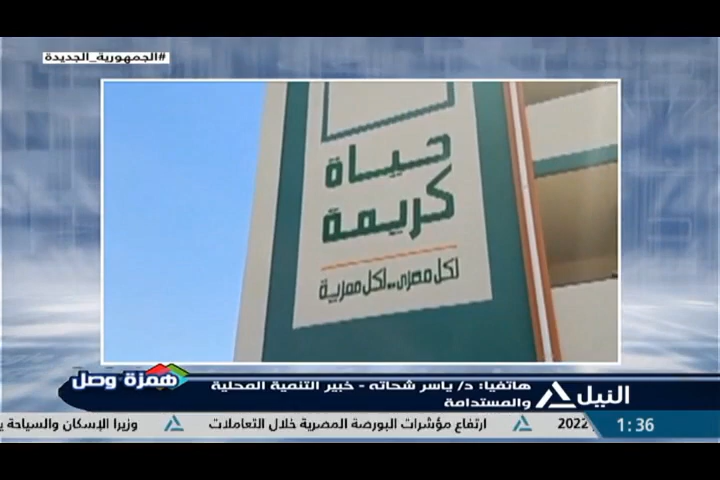 #الجمهورية_الجديدة
حياة
كريمة
لكل مصري .. لكل مصرية
همزة وصل
هاتفيا: د/ ياسر شحاته - خبير التنمية المحلية
والمستدامة
النيل
2022
ارتفاع مؤشرات البورصة المصرية خلال التعاملات
وزيرا الإسكان والسياحة
1:36